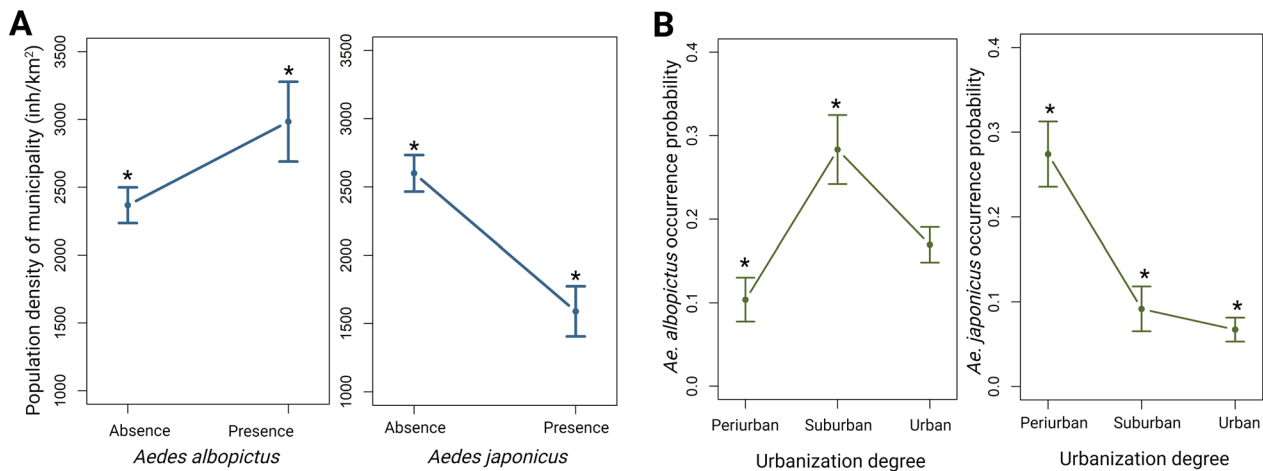 A
Population density of municipality (inh/km²)
3500
3000
2500
2000
1500
1000
*
*
Absence
Presence
Aedes albopictus
3500
3000
2500
2000
1500
1000
*
*
Absence
Presence
Aedes japonicus
B
Ae. albopictus occurrence probability
0.4
0.3
0.2
0.1
0.0
*
*
Periurban
Suburban
Urban
Urbanization degree
Ae. japonicus occurrence probability
0.4
0.3
0.2
0.1
0.0
*
*
*
Periurban
Suburban
Urban
Urbanization degree